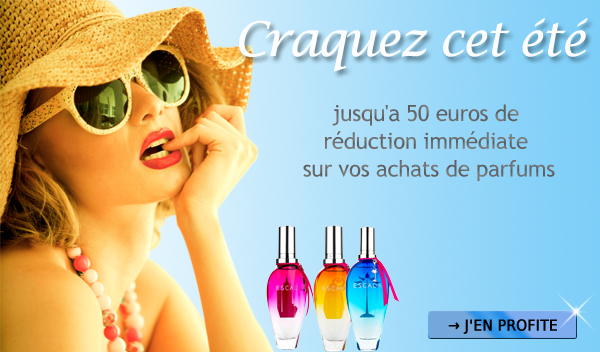 Craquez cet été
jusqu'a 50 euros de
réduction immédiate
sur vos achats de parfums
→ J'EN PROFITE